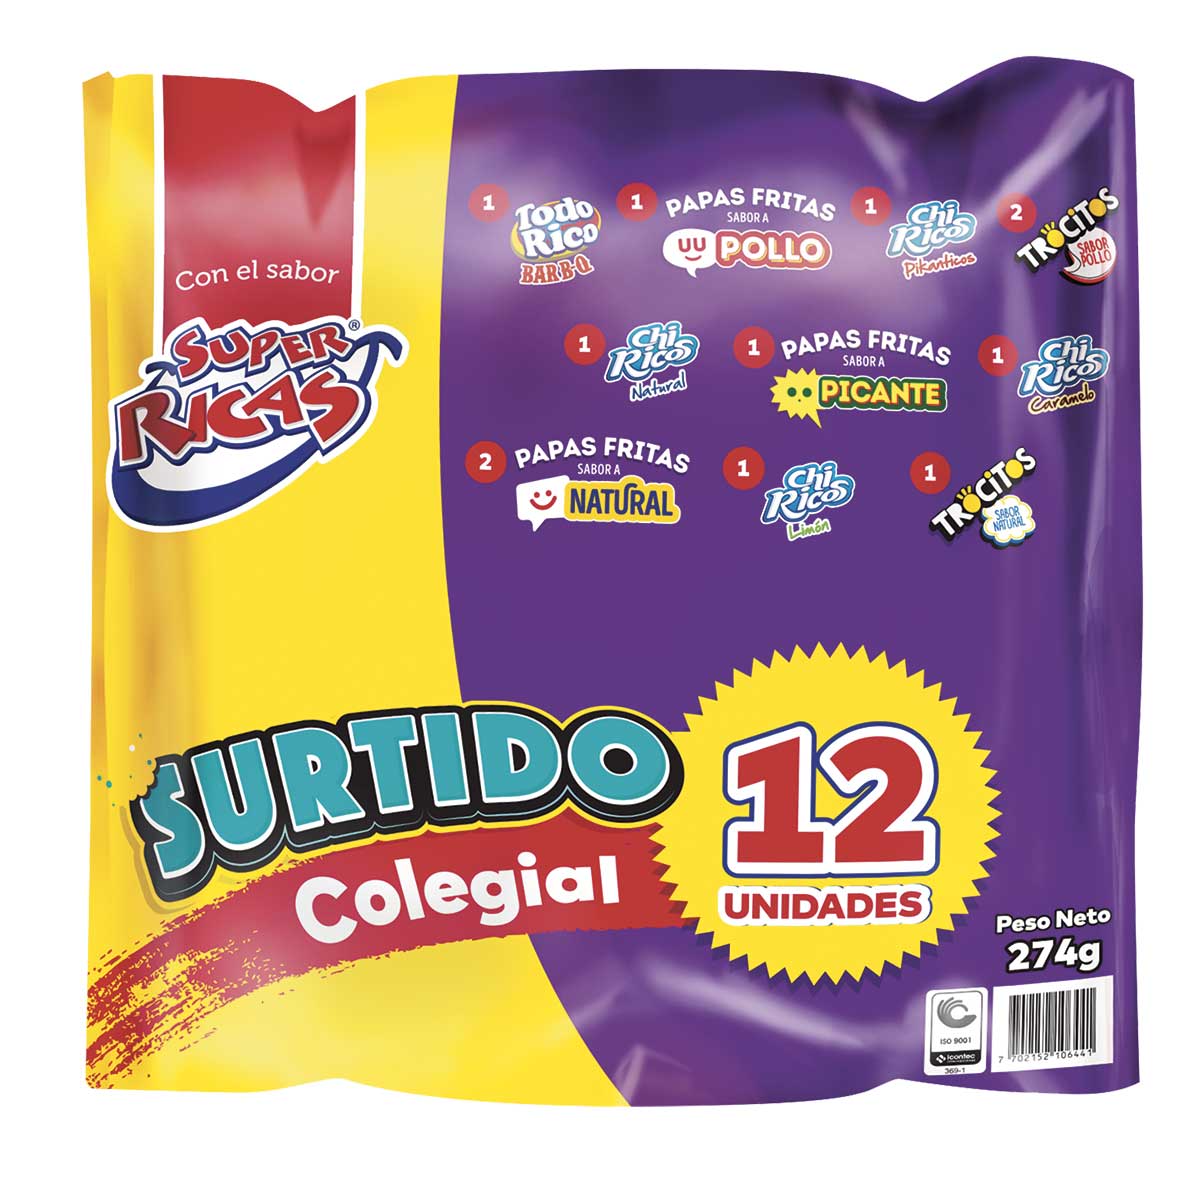 Con el sabor
SUPER®
RICAS
1 Todo
Rico
BAR-B-Q
1 PAPAS FRITAS
SABOR A
POLLO
1 Chi
Ricos
Pikanticos
2 TROCITOS
SABOR
POLLO
1 Chi
Ricos
Natural
1 PAPAS FRITAS
SABOR A
PICANTE
1 Chi
Ricos
Caramelo
2 PAPAS FRITAS
SABOR A
NATURAL
1 Chi
Ricos
Limón
1 TROCITOS
SABOR
NATURAL
SURTIDO
Colegial
12
UNIDADES
Peso Neto
274g
ISO 9001
icontec
369-1
7 702152 106441